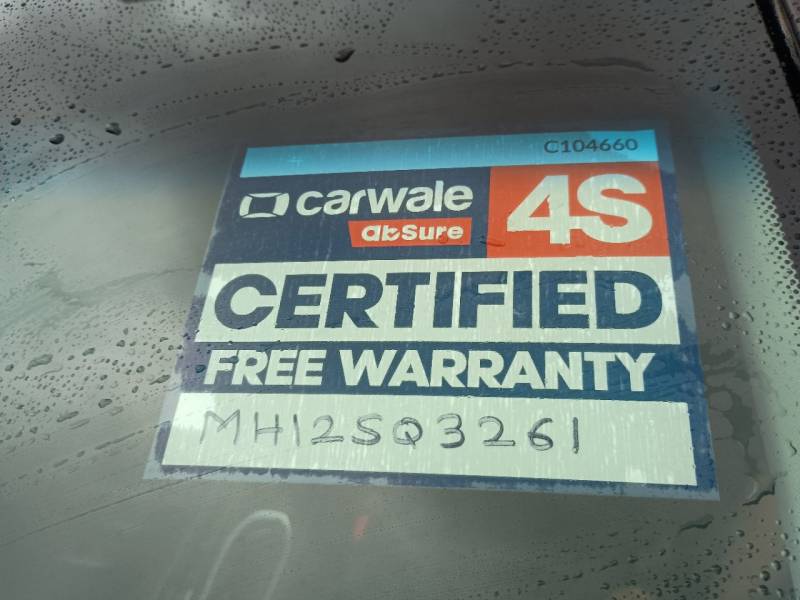 C104660
carwale
absure
4S
CERTIFIED
FREE WARRANTY
MH12SQ3261